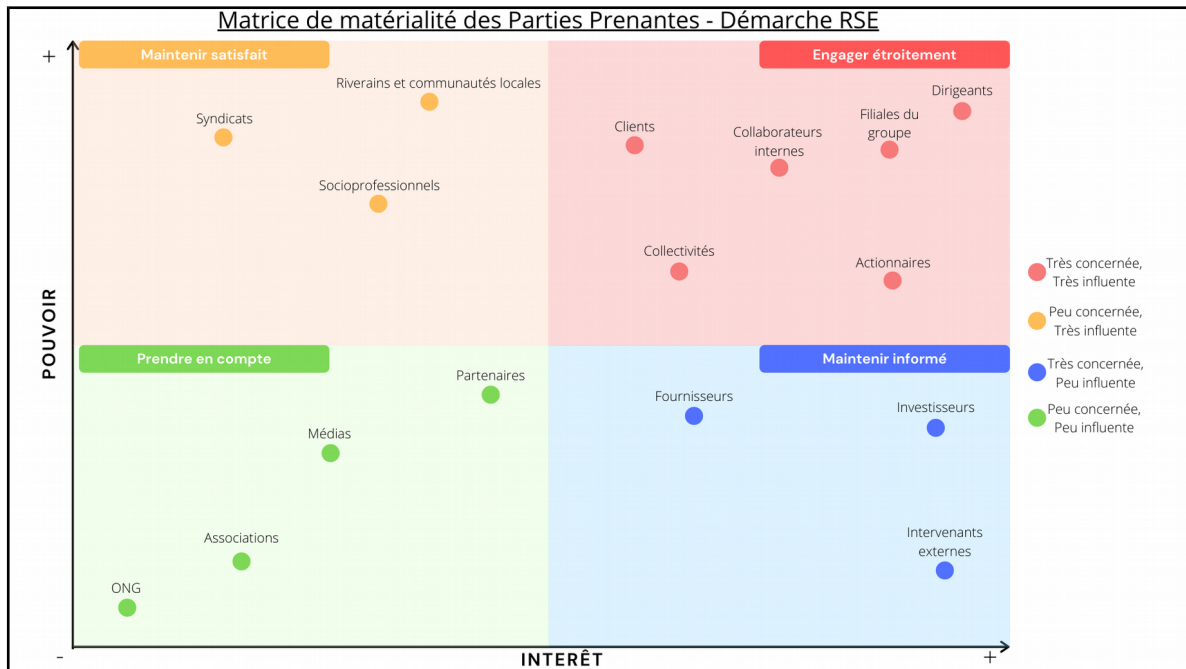 Matrice de matérialité des Parties Prenantes - Démarche RSE
+
Maintenir satisfait
Engager étroitement
Riverains et communautés locales
Dirigeants
Syndicats
Clients
Filiales du
groupe
Collaborateurs
internes
Socioprofessionnels
Collectivités
Actionnaires
POUVOIR
Prendre en compte
Maintenir informé
Partenaires
Fournisseurs
Investisseurs
Médias
Associations
Intervenants
externes
ONG
-
INTERÊT
+
Très concernée,
Très influente
Peu concernée,
Très influente
Très concernée,
Peu influente
Peu concernée,
Peu influente